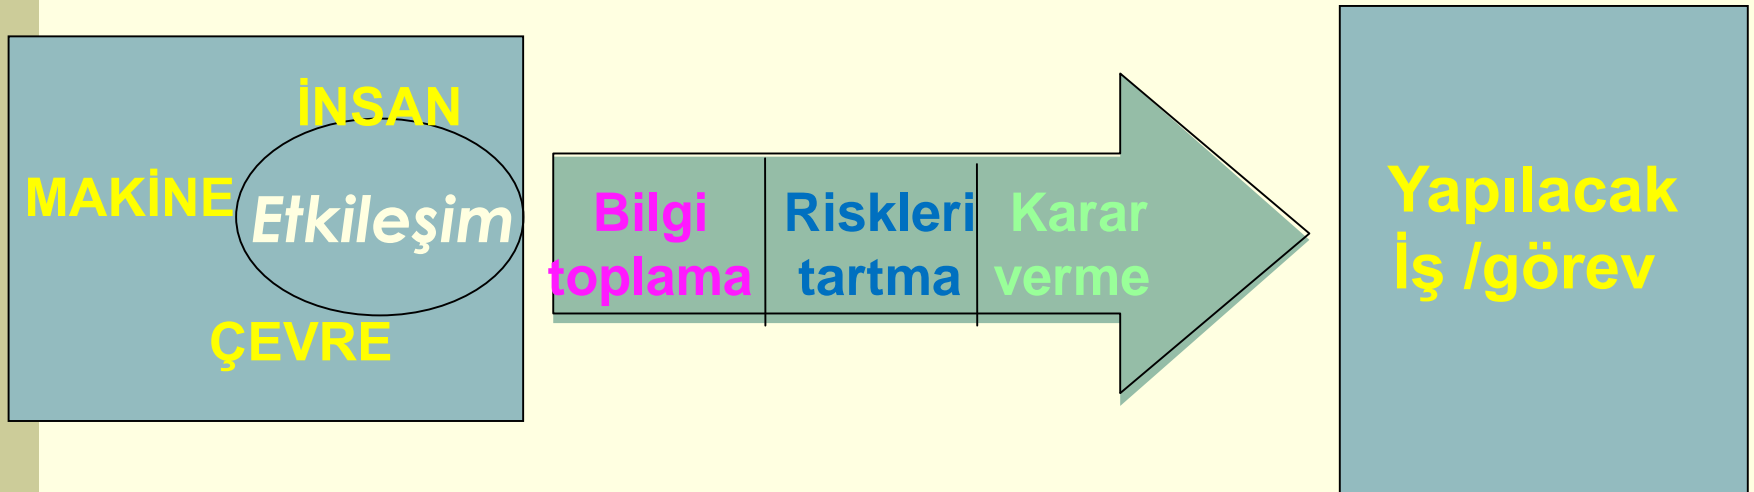 İNSAN
MAKİNE
Etkileşim
ÇEVRE
Bilgi
toplama
Riskleri
tartma
Karar
verme
Yapılacak
İş /görev